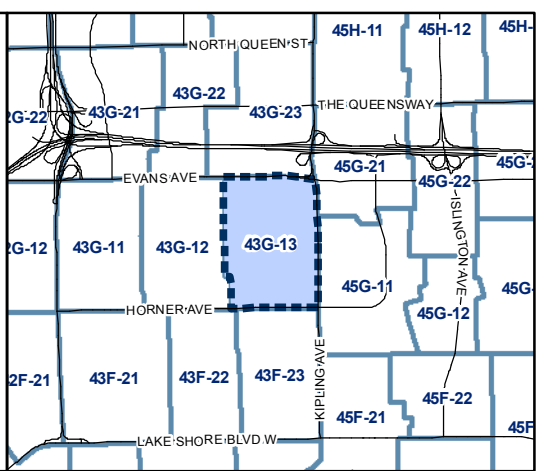 45H-11
45H-12
45H-
NORTH QUEEN ST
43G-22
2G-22
43G-21
43G-23
THE QUEENSWAY
45G-21
45G-2
EVANS AVE
45G-22
ISLINGTON AVE
2G-12
43G-11
43G-12
43G-13
45G-11
45G-
HORNER AVE
45G-12
KIPLING AVE
2F-21
43F-21
43F-22
43F-23
45F-22
45F-21
45F
LAKE SHORE BLVD W